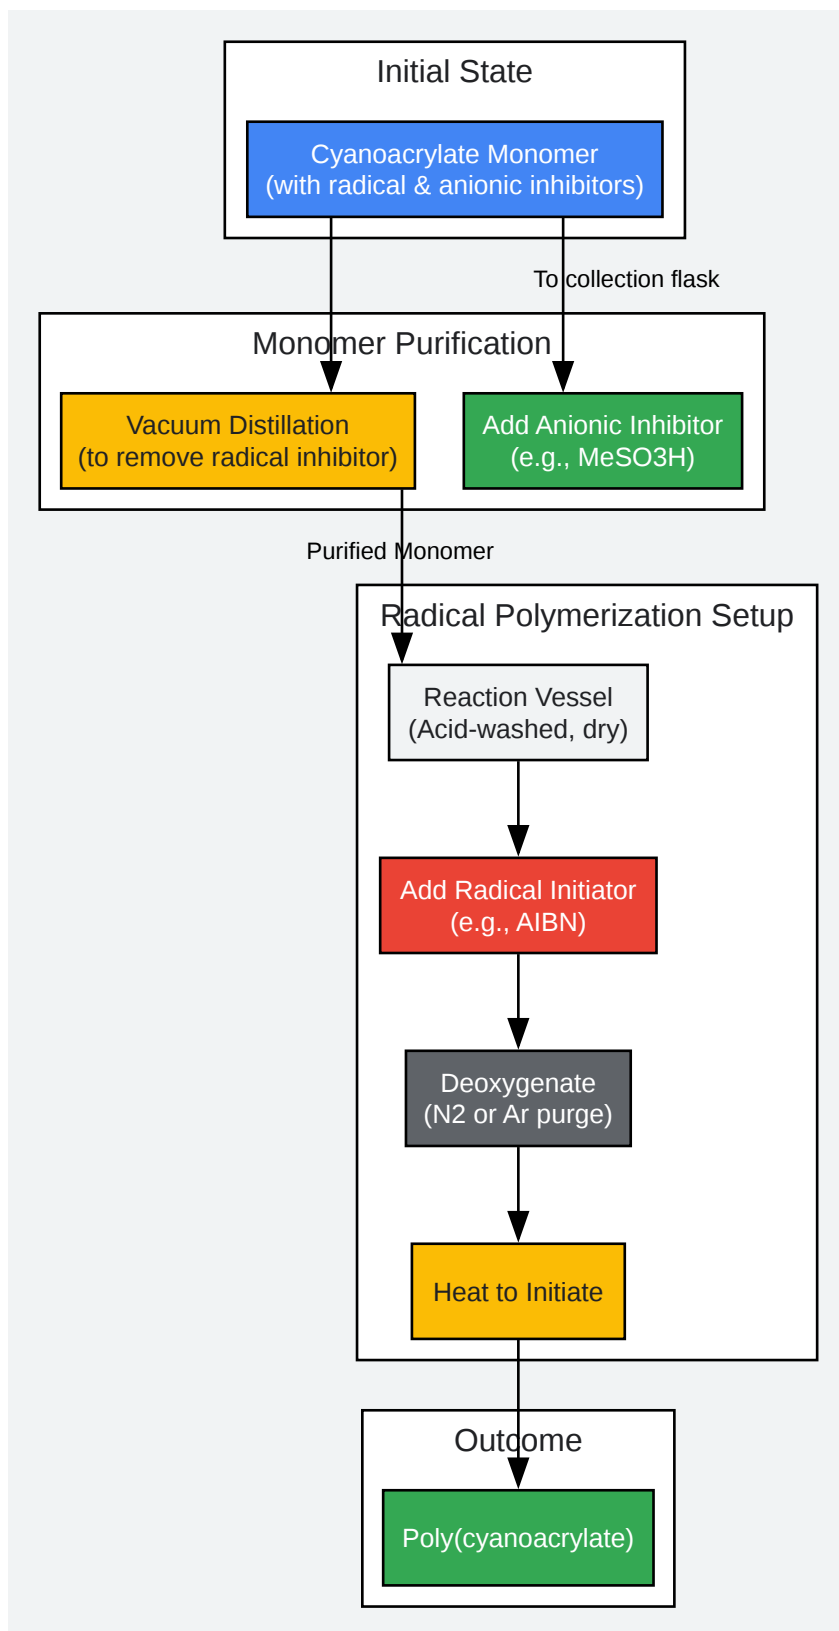 Initial State
Cyanoacrylate Monomer
(with radical & anionic inhibitors)
To collection flask
Monomer Purification
Vacuum Distillation
(to remove radical inhibitor)
Add Anionic Inhibitor
(e.g., MeSO3H)
Purified Monomer
Radical Polymerization Setup
Reaction Vessel
(Acid-washed, dry)
Add Radical Initiator
(e.g., AIBN)
Deoxygenate
(N2 or Ar purge)
Heat to Initiate
Outcome
Poly(cyanoacrylate)